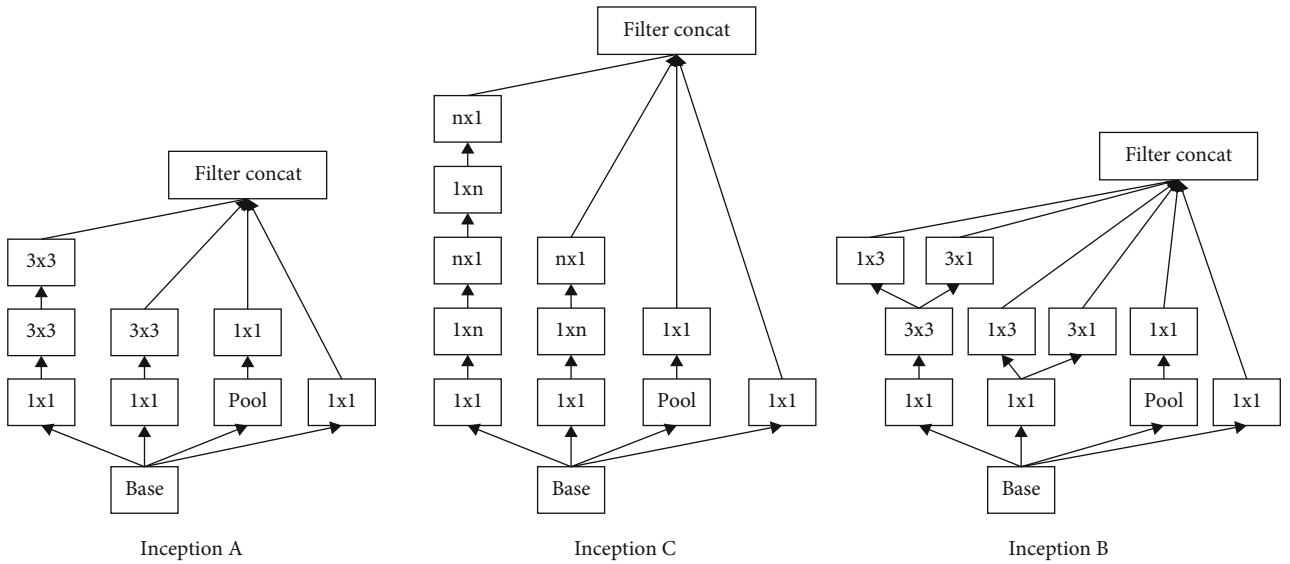 Filter concat
3x3
3x3
3x3
1x1
1x1
1x1
Pool
1x1
Base
Inception A
Filter concat
nx1
1xn
nx1
nx1
1xn
1xn
1x1
1x1
1x1
Pool
1x1
Base
Inception C
Filter concat
1x3
3x1
3x3
1x3
3x1
1x1
1x1
1x1
Pool
1x1
Base
Inception B